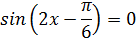 sin(2x − π/6) = 0